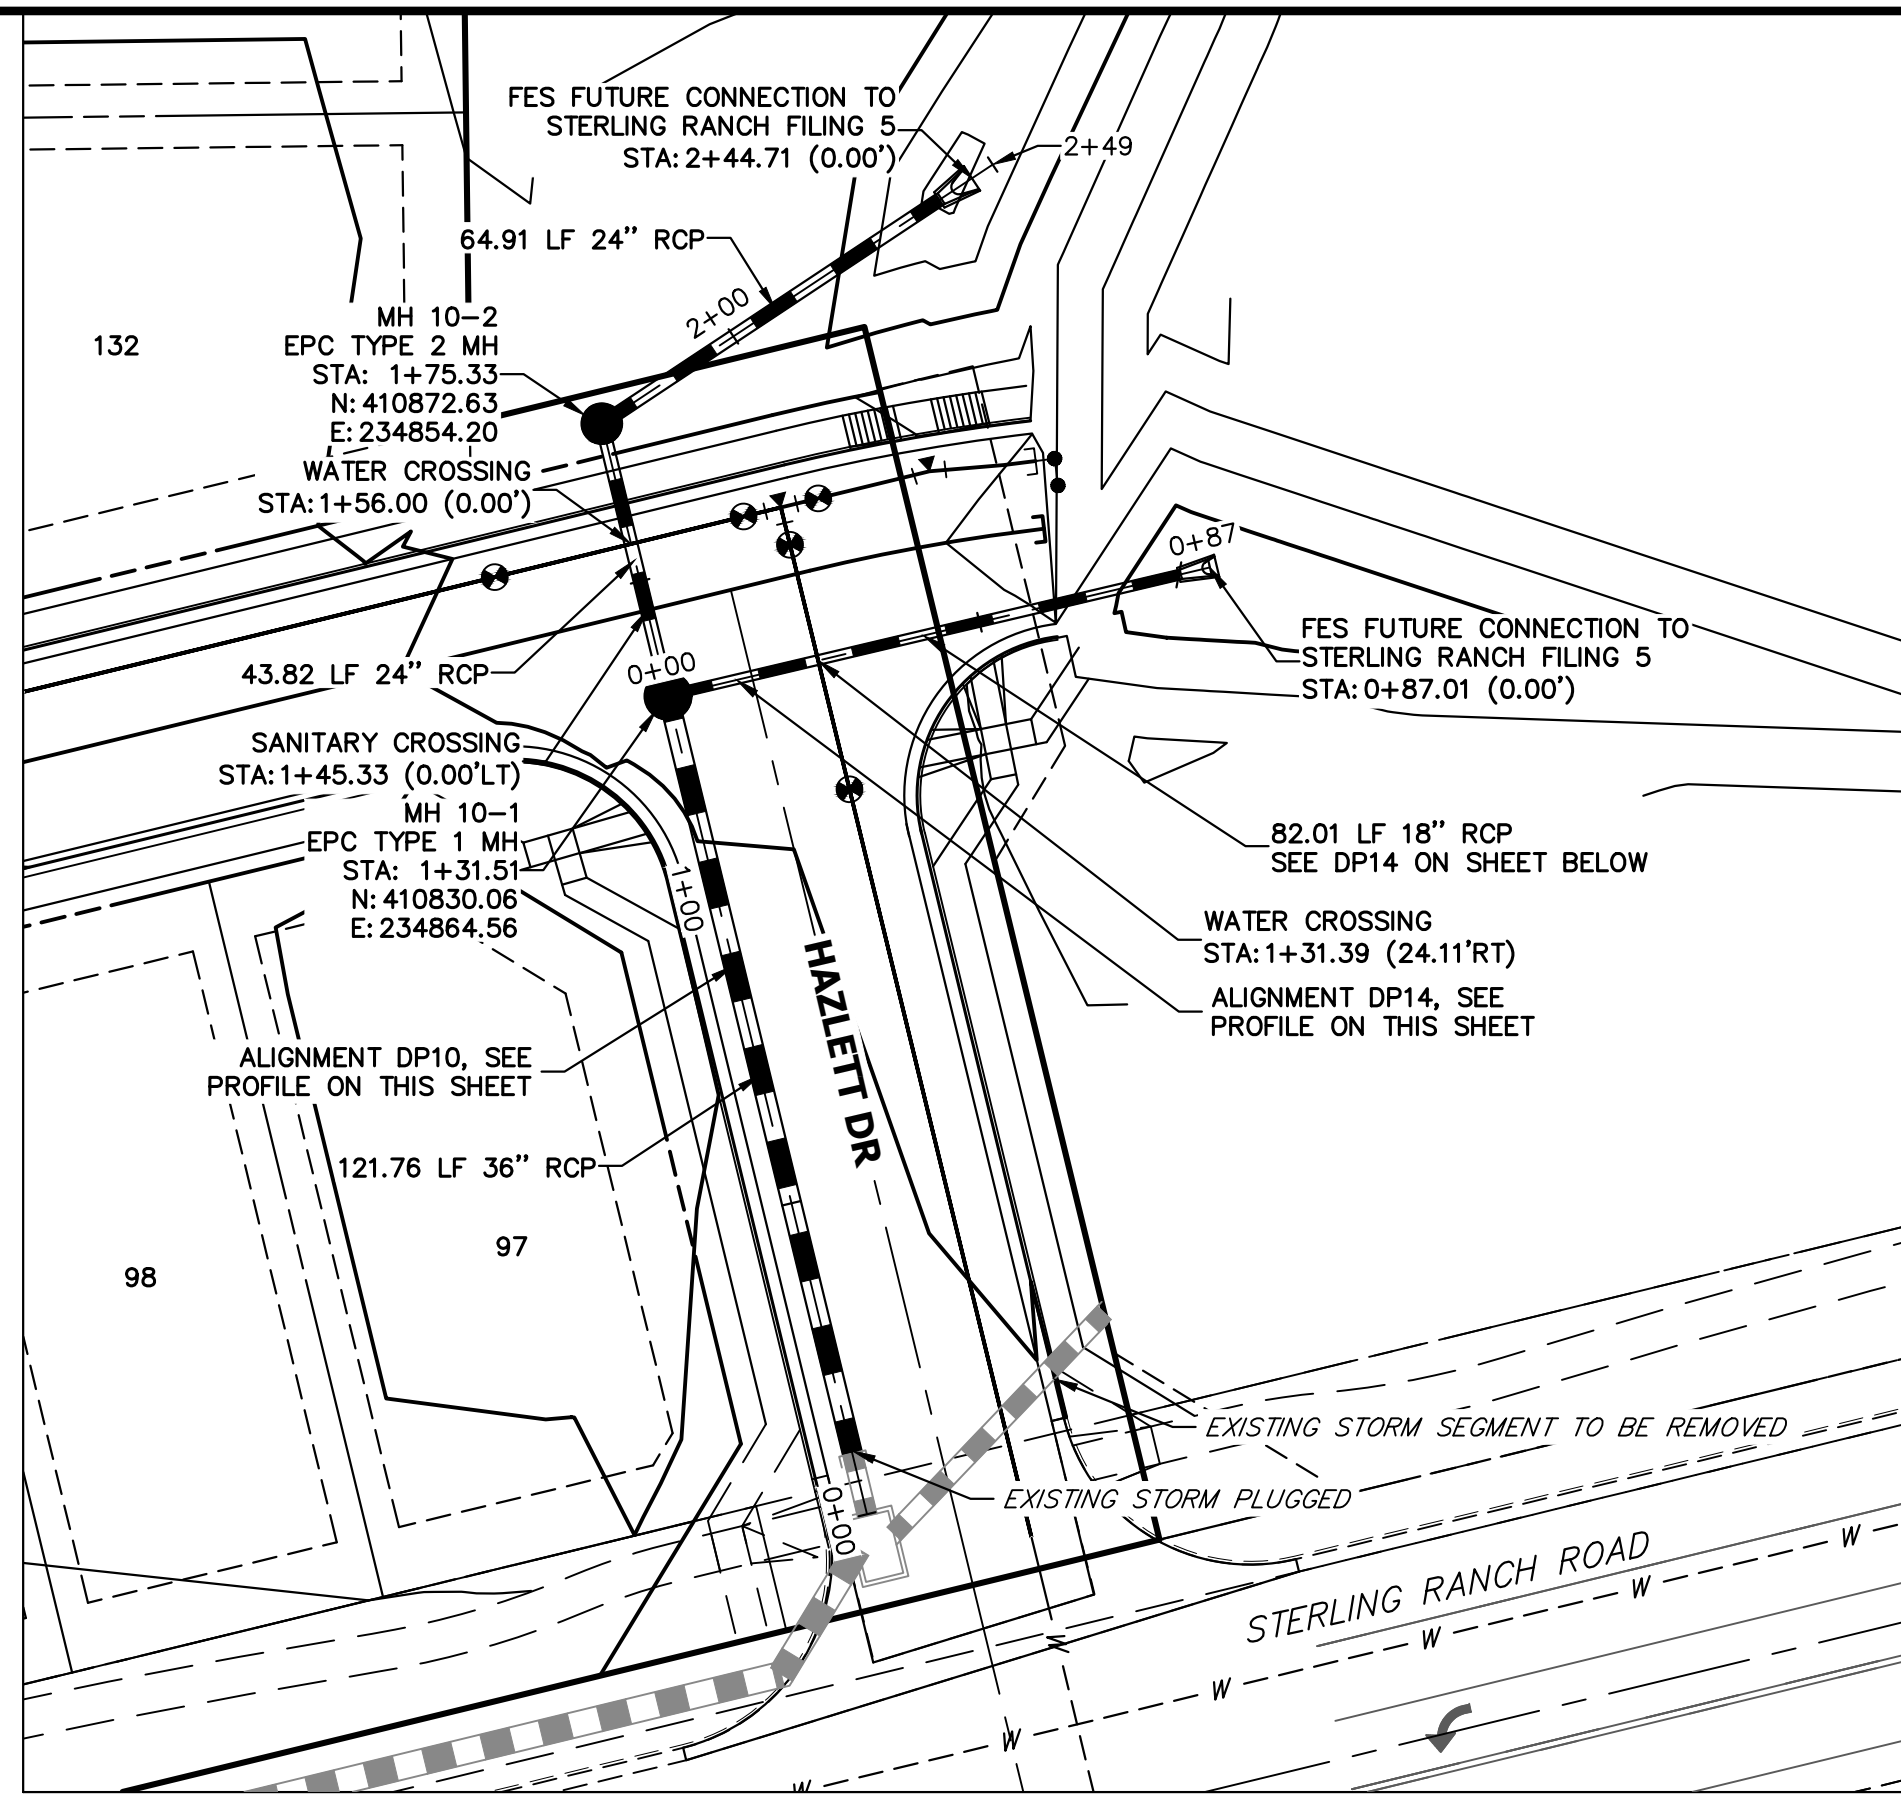 FES FUTURE CONNECTION TO
STERLING RANCH FILING 5
STA: 2+44.71 (0.00')
2+49
64.91 LF 24" RCP
2+00
MH 10-2
EPC TYPE 2 MH
STA: 1+75.33
N: 410872.63
E: 234854.20
132
WATER CROSSING
STA: 1+56.00 (0.00')
0+87
FES FUTURE CONNECTION TO
STERLING RANCH FILING 5
STA: 0+87.01 (0.00')
43.82 LF 24" RCP
0+00
SANITARY CROSSING
STA: 1+45.33 (0.00'LT)
MH 10-1
EPC TYPE 1 MH
STA: 1+31.51
N: 410830.06
E: 234864.56
1+00
82.01 LF 18" RCP
SEE DP14 ON SHEET BELOW
WATER CROSSING
STA: 1+31.39 (24.11'RT)
ALIGNMENT DP14, SEE
PROFILE ON THIS SHEET
HAZLETT DR
ALIGNMENT DP10, SEE
PROFILE ON THIS SHEET
121.76 LF 36" RCP
97
98
EXISTING STORM SEGMENT TO BE REMOVED
EXISTING STORM PLUGGED
0+00
STERLING RANCH ROAD
W
W
W
W
W
W